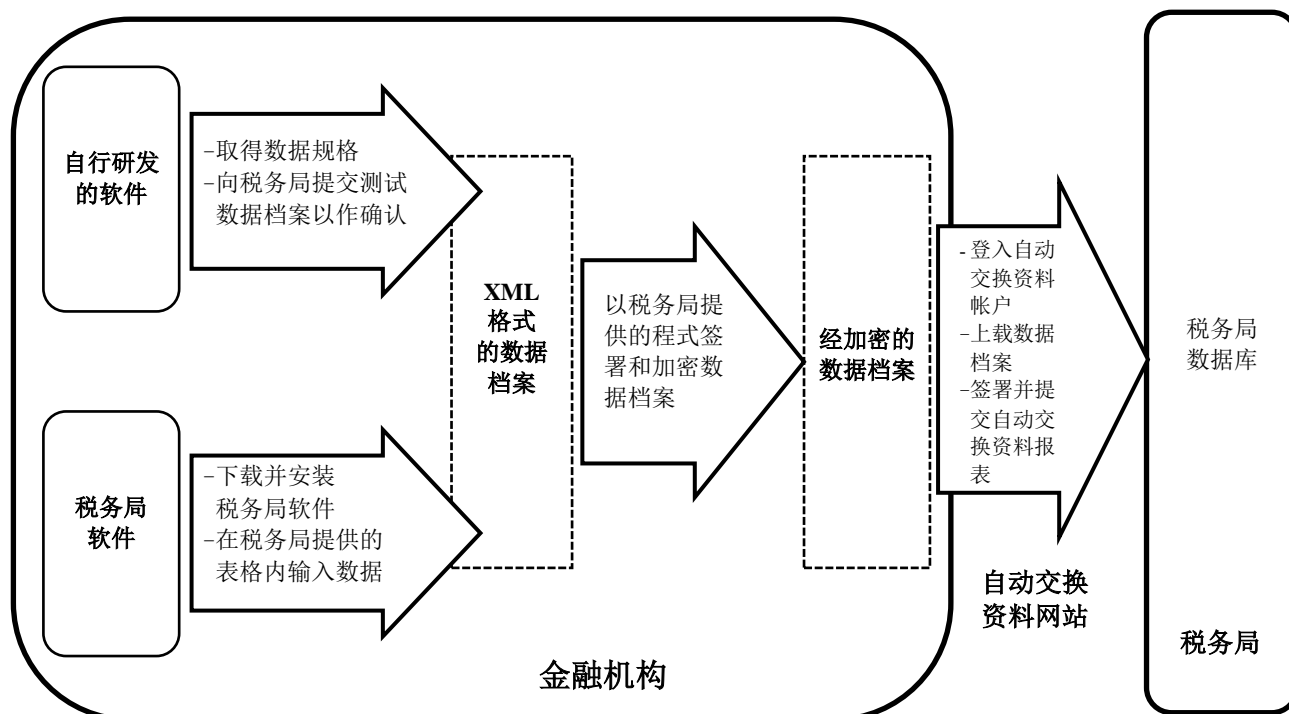 自行研发
的软件
–取得数据规格
–向税务局提交测试
数据档案以作确认
税务局
软件
–下载并安装
税务局软件
–在税务局提供的
表格内输入数据
XML
格式
的数据
档案
以税务局提
供的程式签
署和加密数
据档案
经加密的
数据档案
- 登入自动
交换资料
帐户
–上载数据
档案
–签署并提
交自动交
换资料报
表
自动交换
资料网站
税务局
数据库
税务局
金融机构